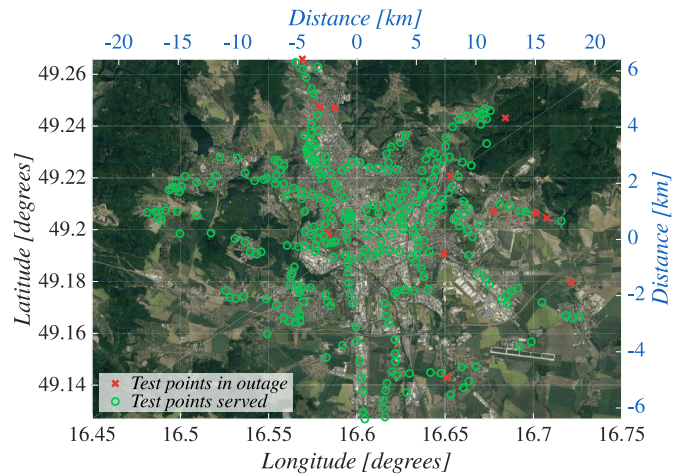 Distance [km]
-20 -15 -10 -5 0 5 10 15 20
49.26
49.24
49.22
49.2
49.18
49.16
49.14
Latitude [degrees]
6
4
2
0
-2
-4
-6
Distance [km]
Test points in outage
Test points served
16.45 16.5 16.55 16.6 16.65 16.7 16.75
Longitude [degrees]